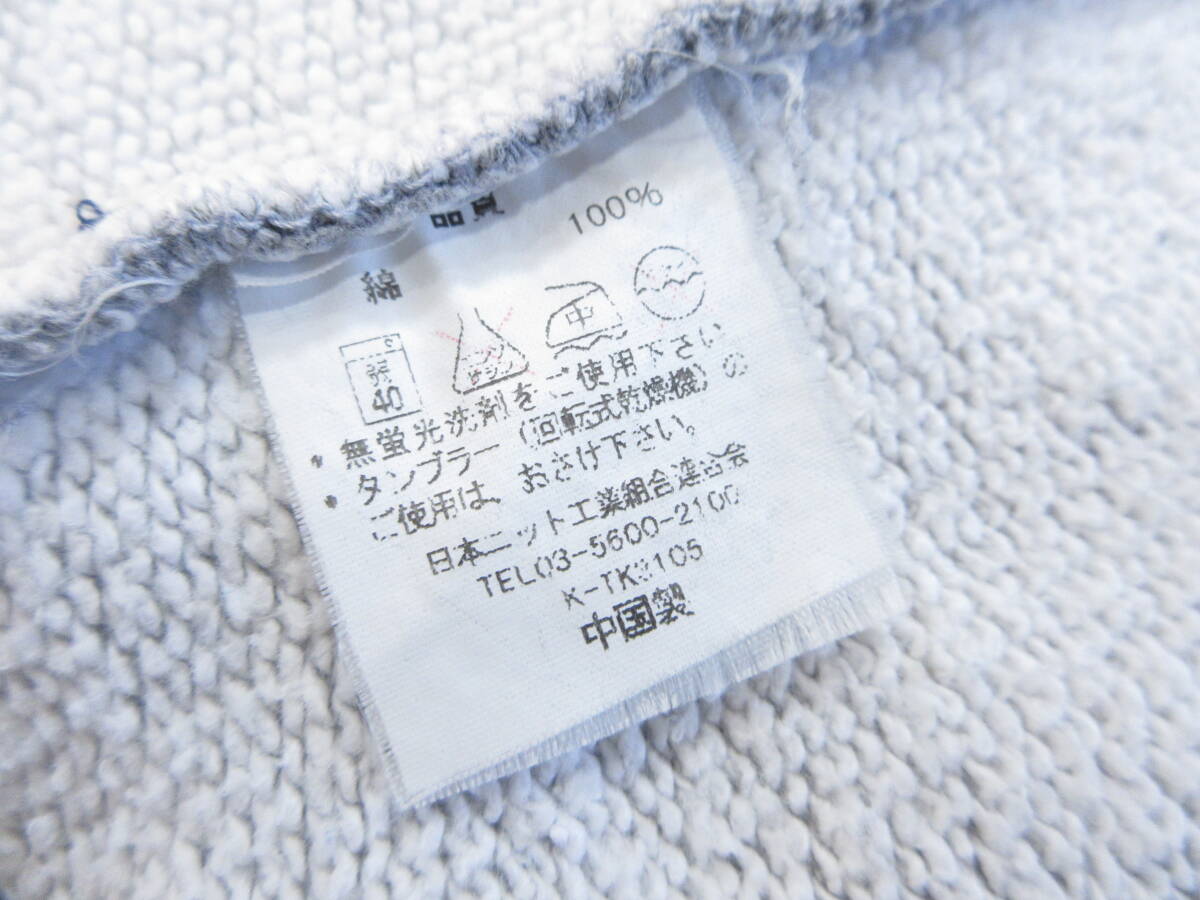 品質
綿 100%
40 中
・無蛍光洗剤をご使用下さい
・タンブラー（回転式乾燥機）の
ご使用は、おさけ下さい。
日本ニット工業組合連合会
TEL03-5600-2100
K-TK3105
中国製